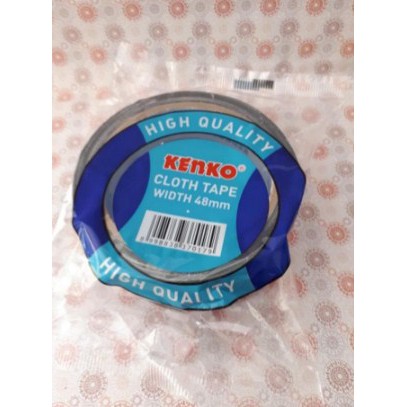 HIGH QUALITY
KENKO
CLOTH TAPE
WIDTH 48mm
HIGH QUALITY